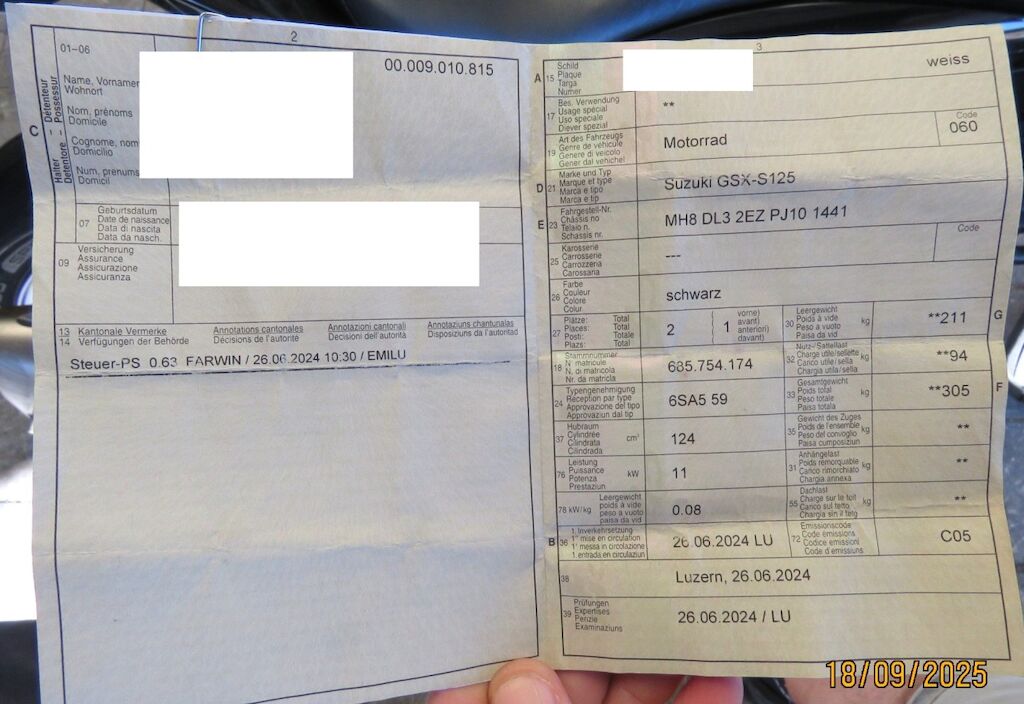 2
C
01–06
Halter – Détenteur
Detentore – Possessur
Name, Vornamen
Wohnort
Nom, prénoms
Domicile
Cognome, nomi
Domicilio
Num, prenums
Domicil
00.009.010.815
07
Geburtsdatum
Date de naissance
Data di nascita
Data da nasch.
09
Versicherung
Assurance
Assicurazione
Assicuranza
13
14
Kantonale Vermerke
Verfügungen der Behörde
Annotations cantonales
Décisions de l'autorité
Annotazioni cantonali
Decisioni dell'autorità
Annotaziuns chantunalas
Disposiziuns da l'autoritad
Steuer-PS 0.63 FARWIN / 26.06.2024 10:30 / EMILU
3
A
15
Schild
Plaque
Targa
Numer
weiss
17
Bes. Verwendung
Usage spécial
Uso speciale
Diever spezial
**
19
Art des Fahrzeugs
Genre de véhicule
Genere di veicolo
Gener dal vehichel
Motorrad
Code
060
D
21
Marke und Typ
Marque et type
Marca e tipo
Marca e tip
Suzuki GSX-S125
E
23
Fahrgestell-Nr.
Châssis no
Telaio n.
Schassis nr.
MH8 DL3 2EZ PJ10 1441
25
Karosserie
Carrosserie
Carrozzeria
Carossaria
---
Code
26
Farbe
Couleur
Colore
Colur
schwarz
27
Plätze: Total
Places: Total
Posti: Totale
Plazs: Total
2
( 1
vorne)
avant)
anteriori)
davant)
30
Leergewicht
Poids à vide
Peso a vuoto
Paisa da vid
kg
**211
G
18
Stammnummer
N° matricule
N. di matricola
Nr. da matricla
685.754.174
32
Nutz-/Sattellast
Charge utile/sellette
Carico utile/sella
Chargia utila/sella
kg
**94
24
Typengenehmigung
Réception par type
Approvazione del tipo
Approvaziun dal tip
6SA5 59
33
Gesamtgewicht
Poids total
Peso totale
Paisa totala
kg
**305
F
37
Hubraum
Cylindrée
Cilindrata
Cilindrada
cm³
124
35
Gewicht des Zuges
Poids de l'ensemble
Peso del convoglio
Paisa cumposiziun
kg
**
76
Leistung
Puissance
Potenza
Prestaziun
kW
11
31
Anhängelast
Poids remorquable
Carico rimorchiato
Chargia annexa
kg
**
78 kW/kg
Leergewicht
poids à vide
peso a vuoto
paisa da vid
0.08
55
Dachlast
Charge sur le toit
Carico sul tetto
Chargia sin il tetg
kg
**
B
36
1. Inverkehrsetzung
1re mise en circulation
1a messa in circolazione
1. entrada en circulaziun
26.06.2024 LU
72
Emissionscode
Code émissions
Codice emissioni
Code d'emissiuns
C05
38
Luzern, 26.06.2024
39
Prüfungen
Expertises
Perizie
Examinaziuns
26.06.2024 / LU
18/09/2025